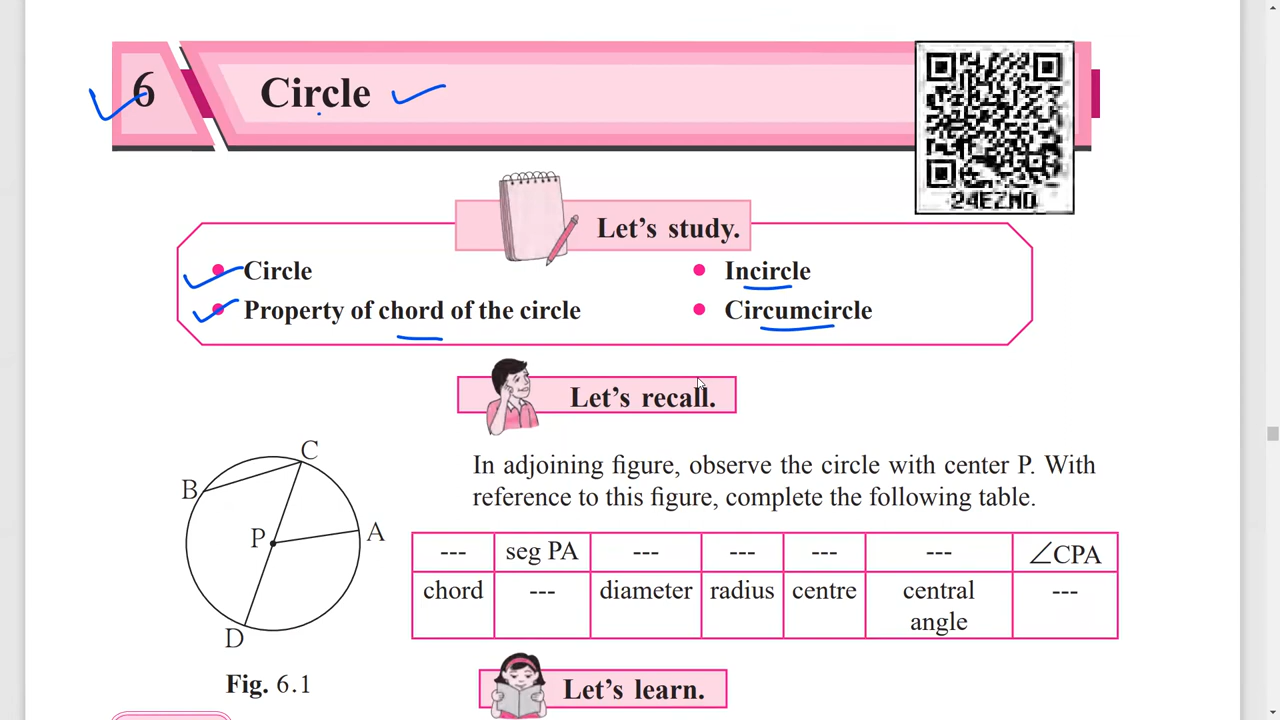 6 Circle
24EZMO
Let's study.
• Circle
• Incircle
• Property of chord of the circle
• Circumcircle
Let's recall.
In adjoining figure, observe the circle with center P. With
reference to this figure, complete the following table.
C
B
P
A
D
Fig. 6.1
--- seg PA --- --- --- --- ∠CPA
chord --- diameter radius centre central angle ---
Let's learn.